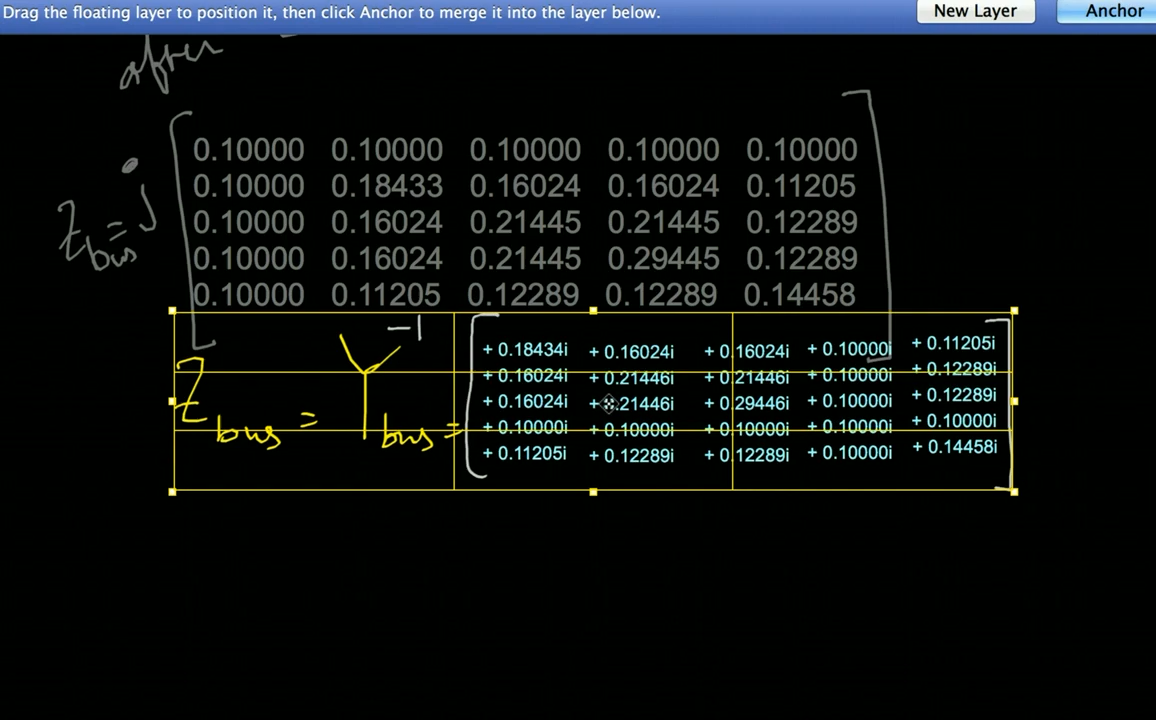 Drag the floating layer to position it, then click Anchor to merge it into the layer below. New Layer Anchor
after
Zbus = j
0.10000 0.10000 0.10000 0.10000 0.10000
0.10000 0.18433 0.16024 0.16024 0.11205
0.10000 0.16024 0.21445 0.21445 0.12289
0.10000 0.16024 0.21445 0.29445 0.12289
0.10000 0.11205 0.12289 0.12289 0.14458
Zbus = Ybus -1 =
+ 0.18434i + 0.16024i + 0.16024i + 0.10000i + 0.11205i
+ 0.16024i + 0.21446i + 0.21446i + 0.10000i + 0.12289i
+ 0.16024i + 0.21446i + 0.29446i + 0.10000i + 0.12289i
+ 0.10000i + 0.10000i + 0.10000i + 0.10000i + 0.10000i
+ 0.11205i + 0.12289i + 0.12289i + 0.10000i + 0.14458i